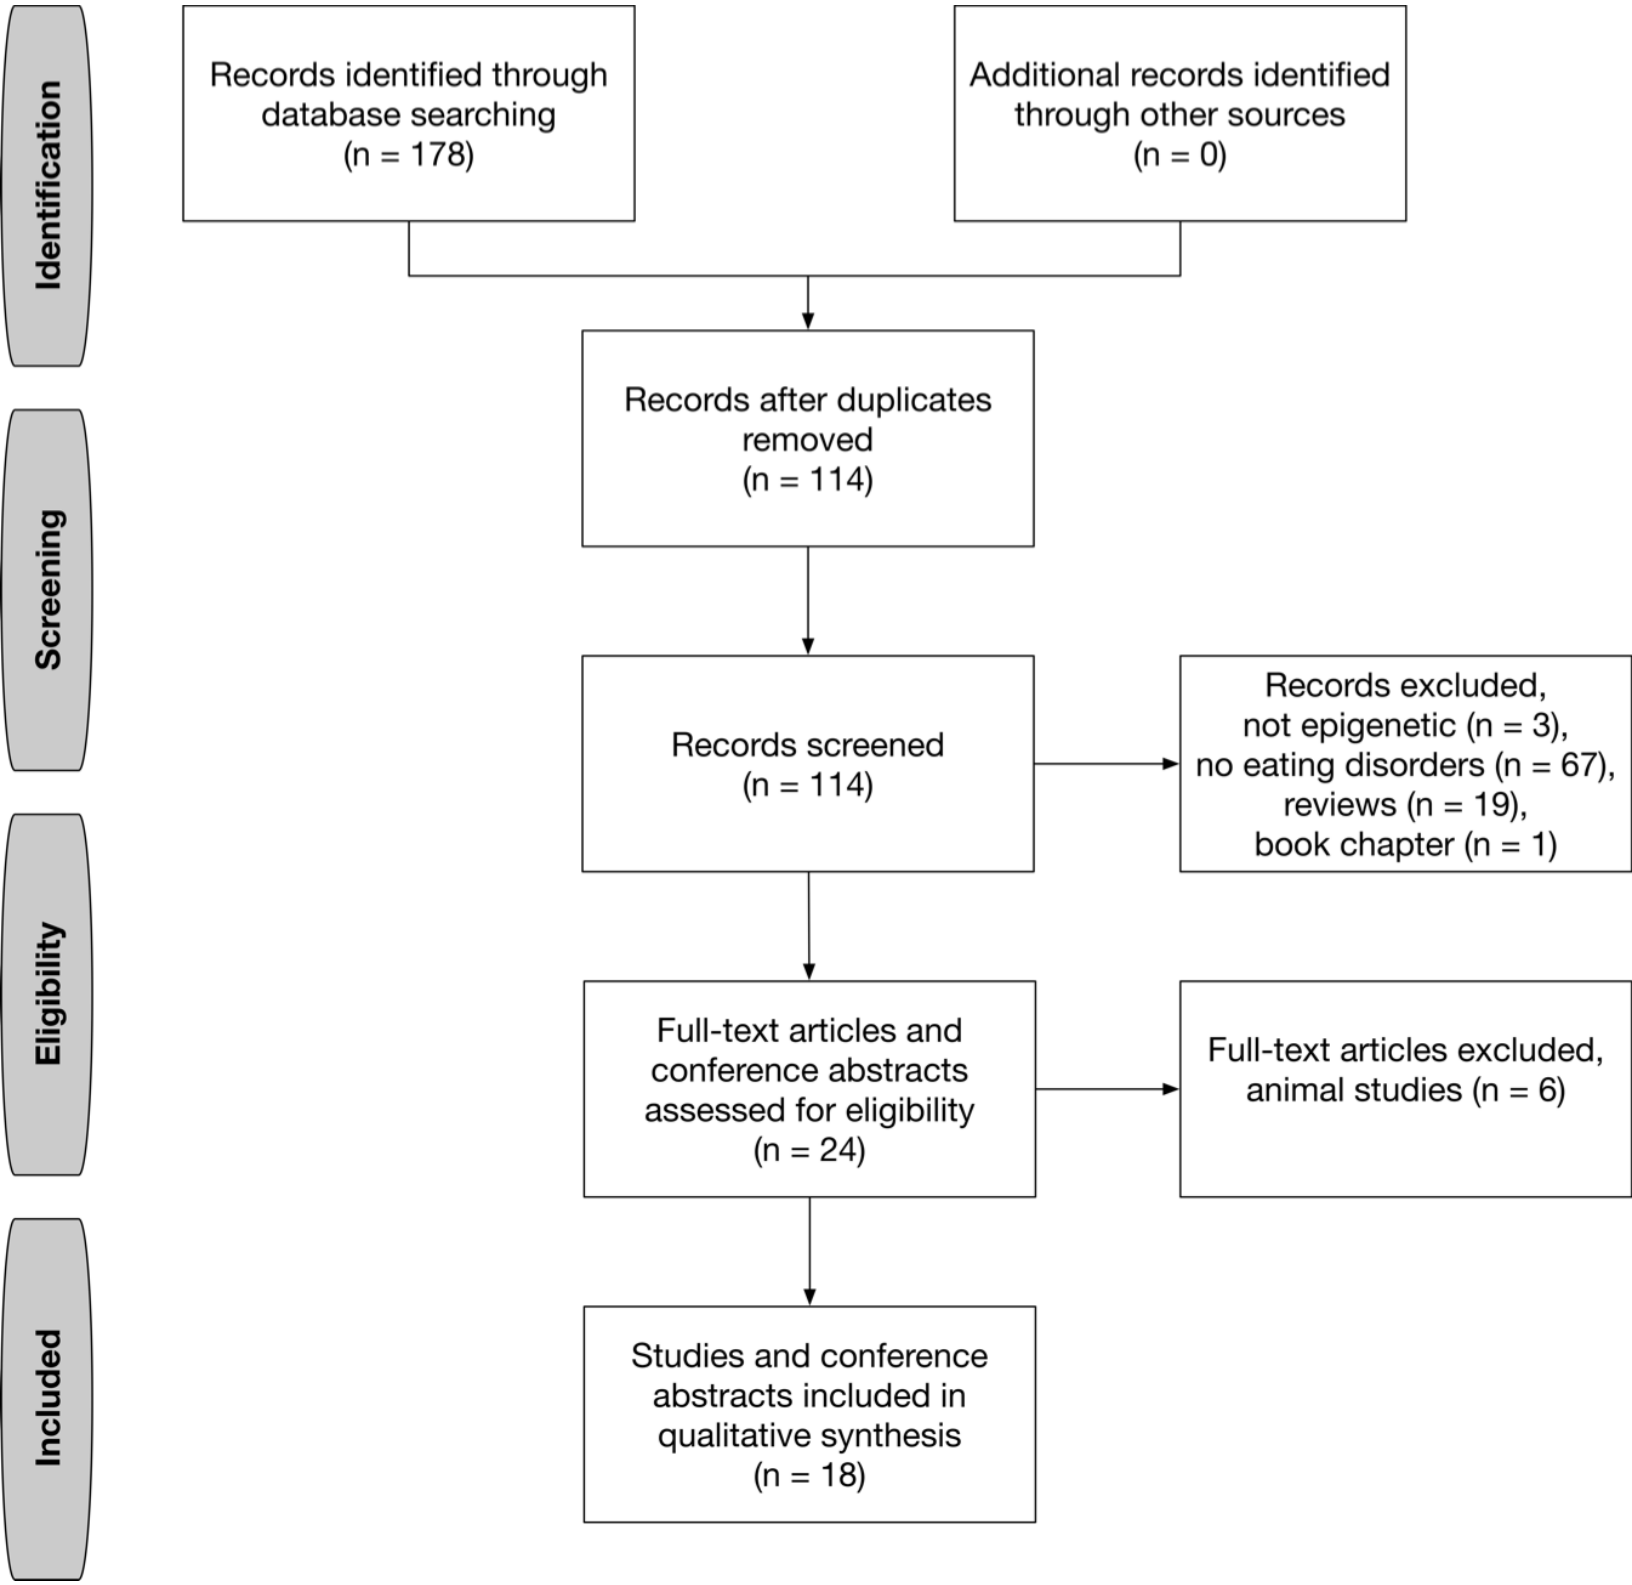 Identification
Records identified through
database searching
(n = 178)
Additional records identified
through other sources
(n = 0)
Records after duplicates
removed
(n = 114)
Screening
Records screened
(n = 114)
Records excluded,
not epigenetic (n = 3),
no eating disorders (n = 67),
reviews (n = 19),
book chapter (n = 1)
Eligibility
Full-text articles and
conference abstracts
assessed for eligibility
(n = 24)
Full-text articles excluded,
animal studies (n = 6)
Included
Studies and conference
abstracts included in
qualitative synthesis
(n = 18)